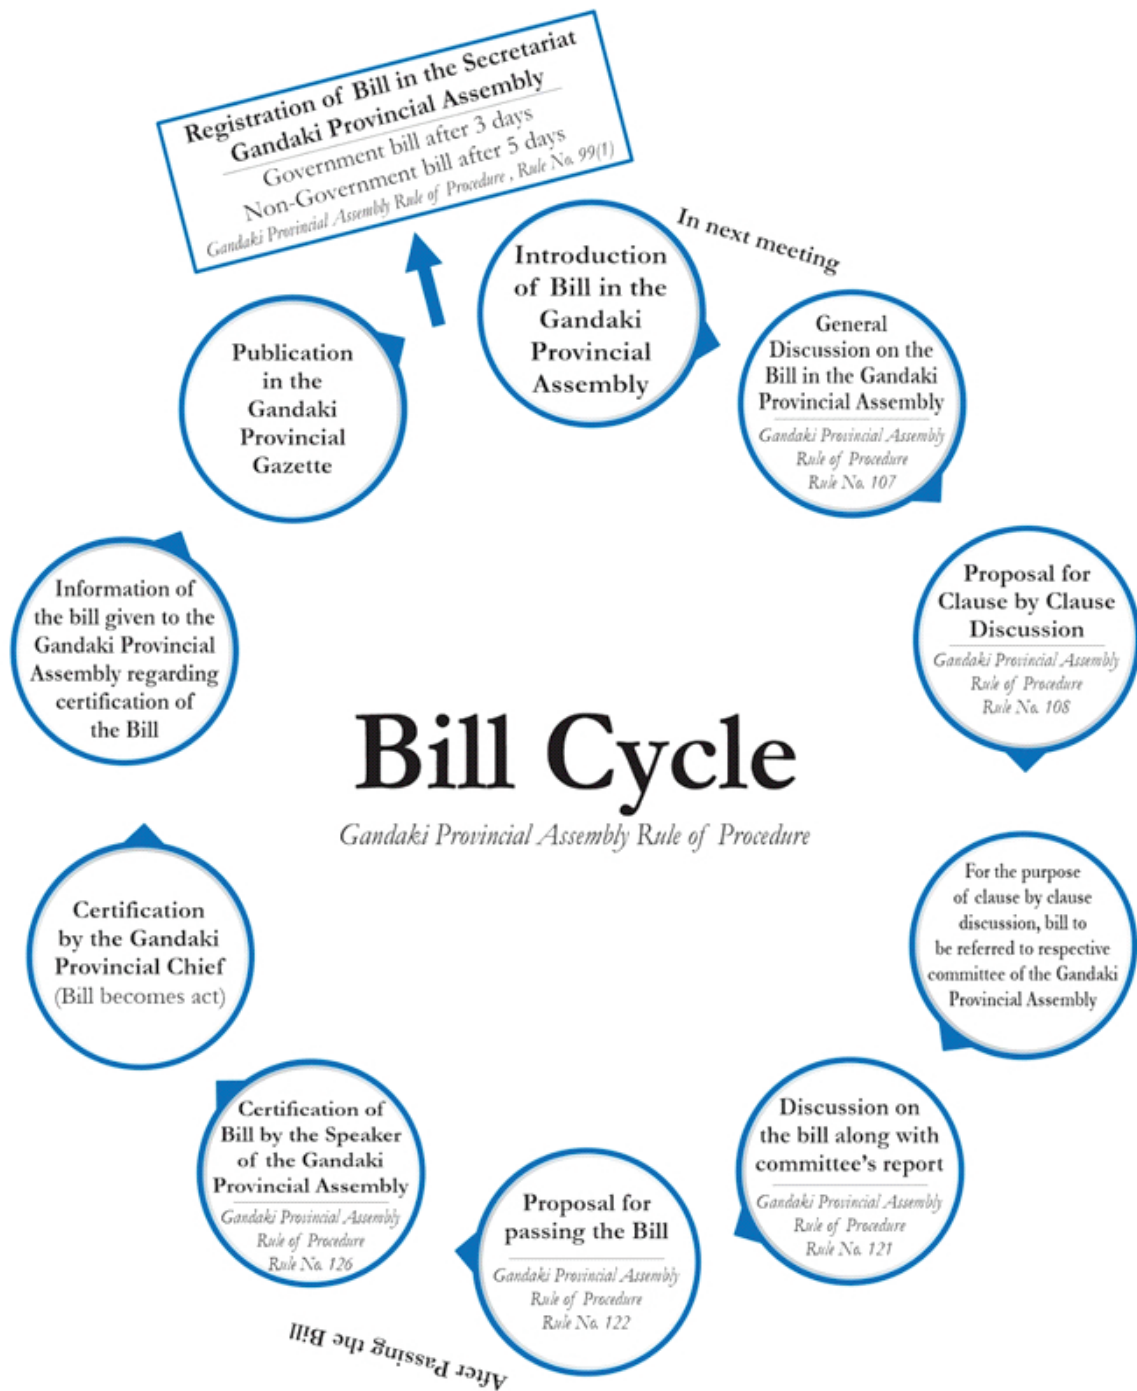 Registration of Bill in the Secretariat
Gandaki Provincial Assembly
Government bill after 3 days
Non-Government bill after 5 days
Gandaki Provincial Assembly Rule of Procedure , Rule No. 99(1)
Introduction
of Bill in the
Gandaki
Provincial
Assembly
In next meeting
General
Discussion on the
Bill in the Gandaki
Provincial Assembly
Gandaki Provincial Assembly
Rule of Procedure
Rule No. 107
Proposal for
Clause by Clause
Discussion
Gandaki Provincial Assembly
Rule of Procedure
Rule No. 108
For the purpose
of clause by clause
discussion, bill to
be referred to respective
committee of the Gandaki
Provincial Assembly
Discussion on
the bill along with
committee's report
Gandaki Provincial Assembly
Rule of Procedure
Rule No. 121
Proposal for
passing the Bill
Gandaki Provincial Assembly
Rule of Procedure
Rule No. 122
After Passing the Bill
Certification of
Bill by the Speaker
of the Gandaki
Provincial Assembly
Gandaki Provincial Assembly
Rule of Procedure
Rule No. 126
Certification
by the Gandaki
Provincial Chief
(Bill becomes act)
Information of
the bill given to the
Gandaki Provincial
Assembly regarding
certification of
the Bill
Publication
in the
Gandaki
Provincial
Gazette
Bill Cycle
Gandaki Provincial Assembly Rule of Procedure